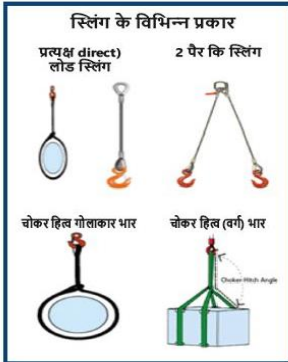 स्लिंग के विभिन्न प्रकार
प्रत्यक्ष direct)
लोड स्लिंग
2 पैर कि स्लिंग
चोकर हित्व गोलाकार भार
चोकर हित्व (वर्ग) भार
Choker Hitch Angle